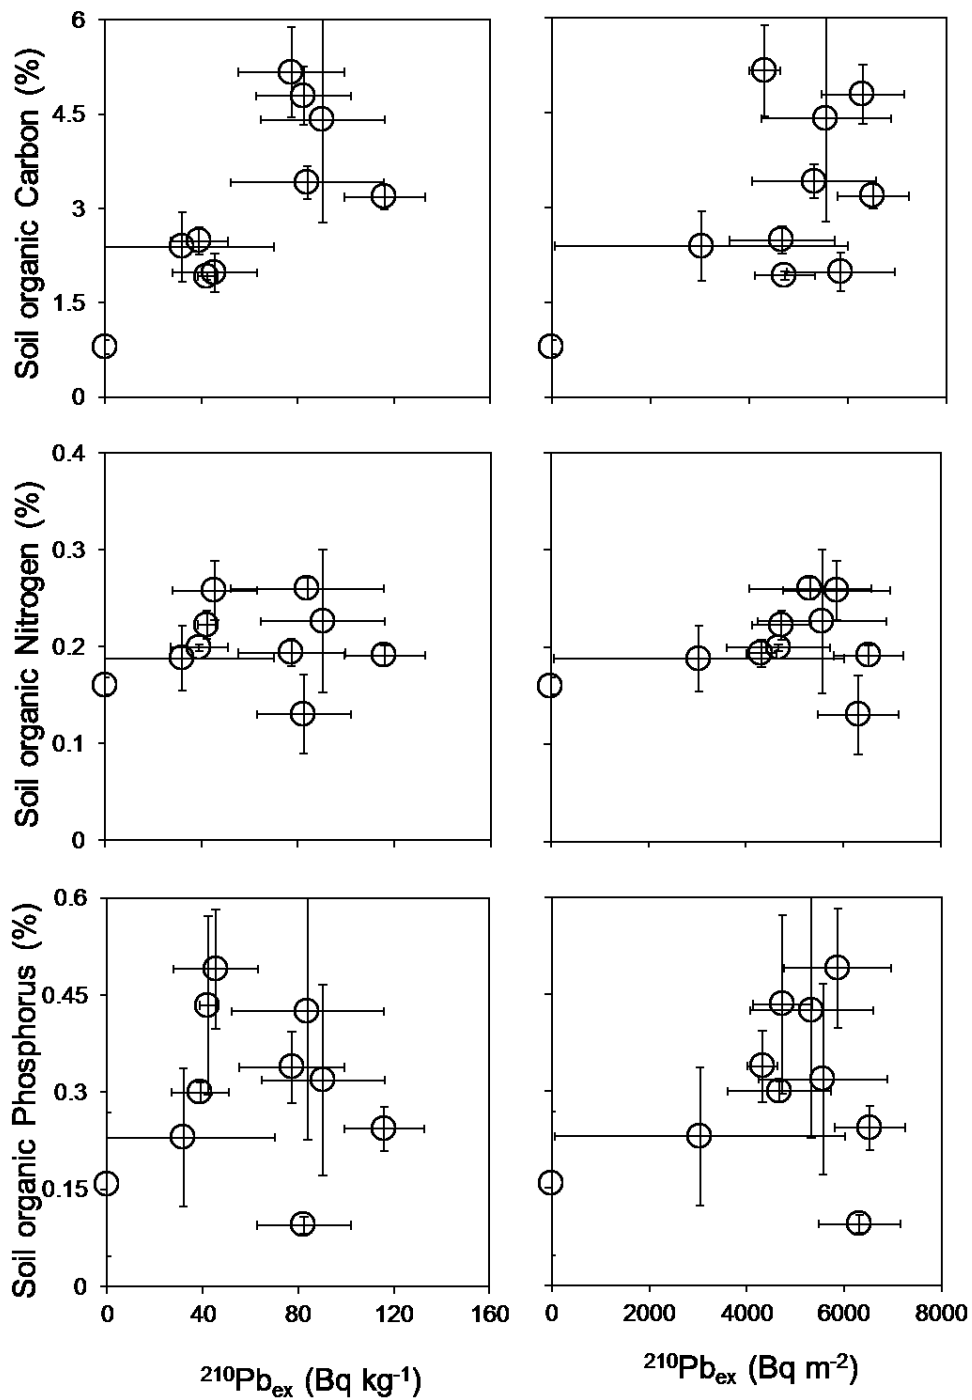 Soil organic Carbon (%)
6
4.5
3
1.5
0
Soil organic Nitrogen (%)
0.4
0.3
0.2
0.1
0
Soil organic Phosphorus (%)
0.6
0.45
0.3
0.15
0
0 40 80 120 160
0 2000 4000 6000 8000
²¹⁰Pbₑₓ (Bq kg⁻¹)
²¹⁰Pbₑₓ (Bq m⁻²)